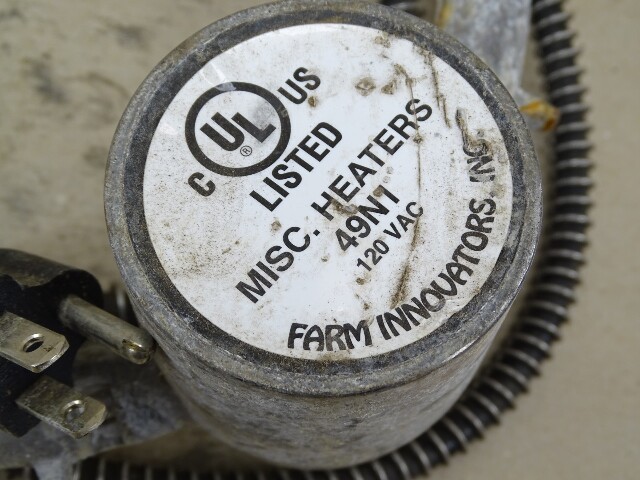 C UL US
®
LISTED
MISC. HEATERS
49N1
120 VAC
FARM INNOVATORS, INC.